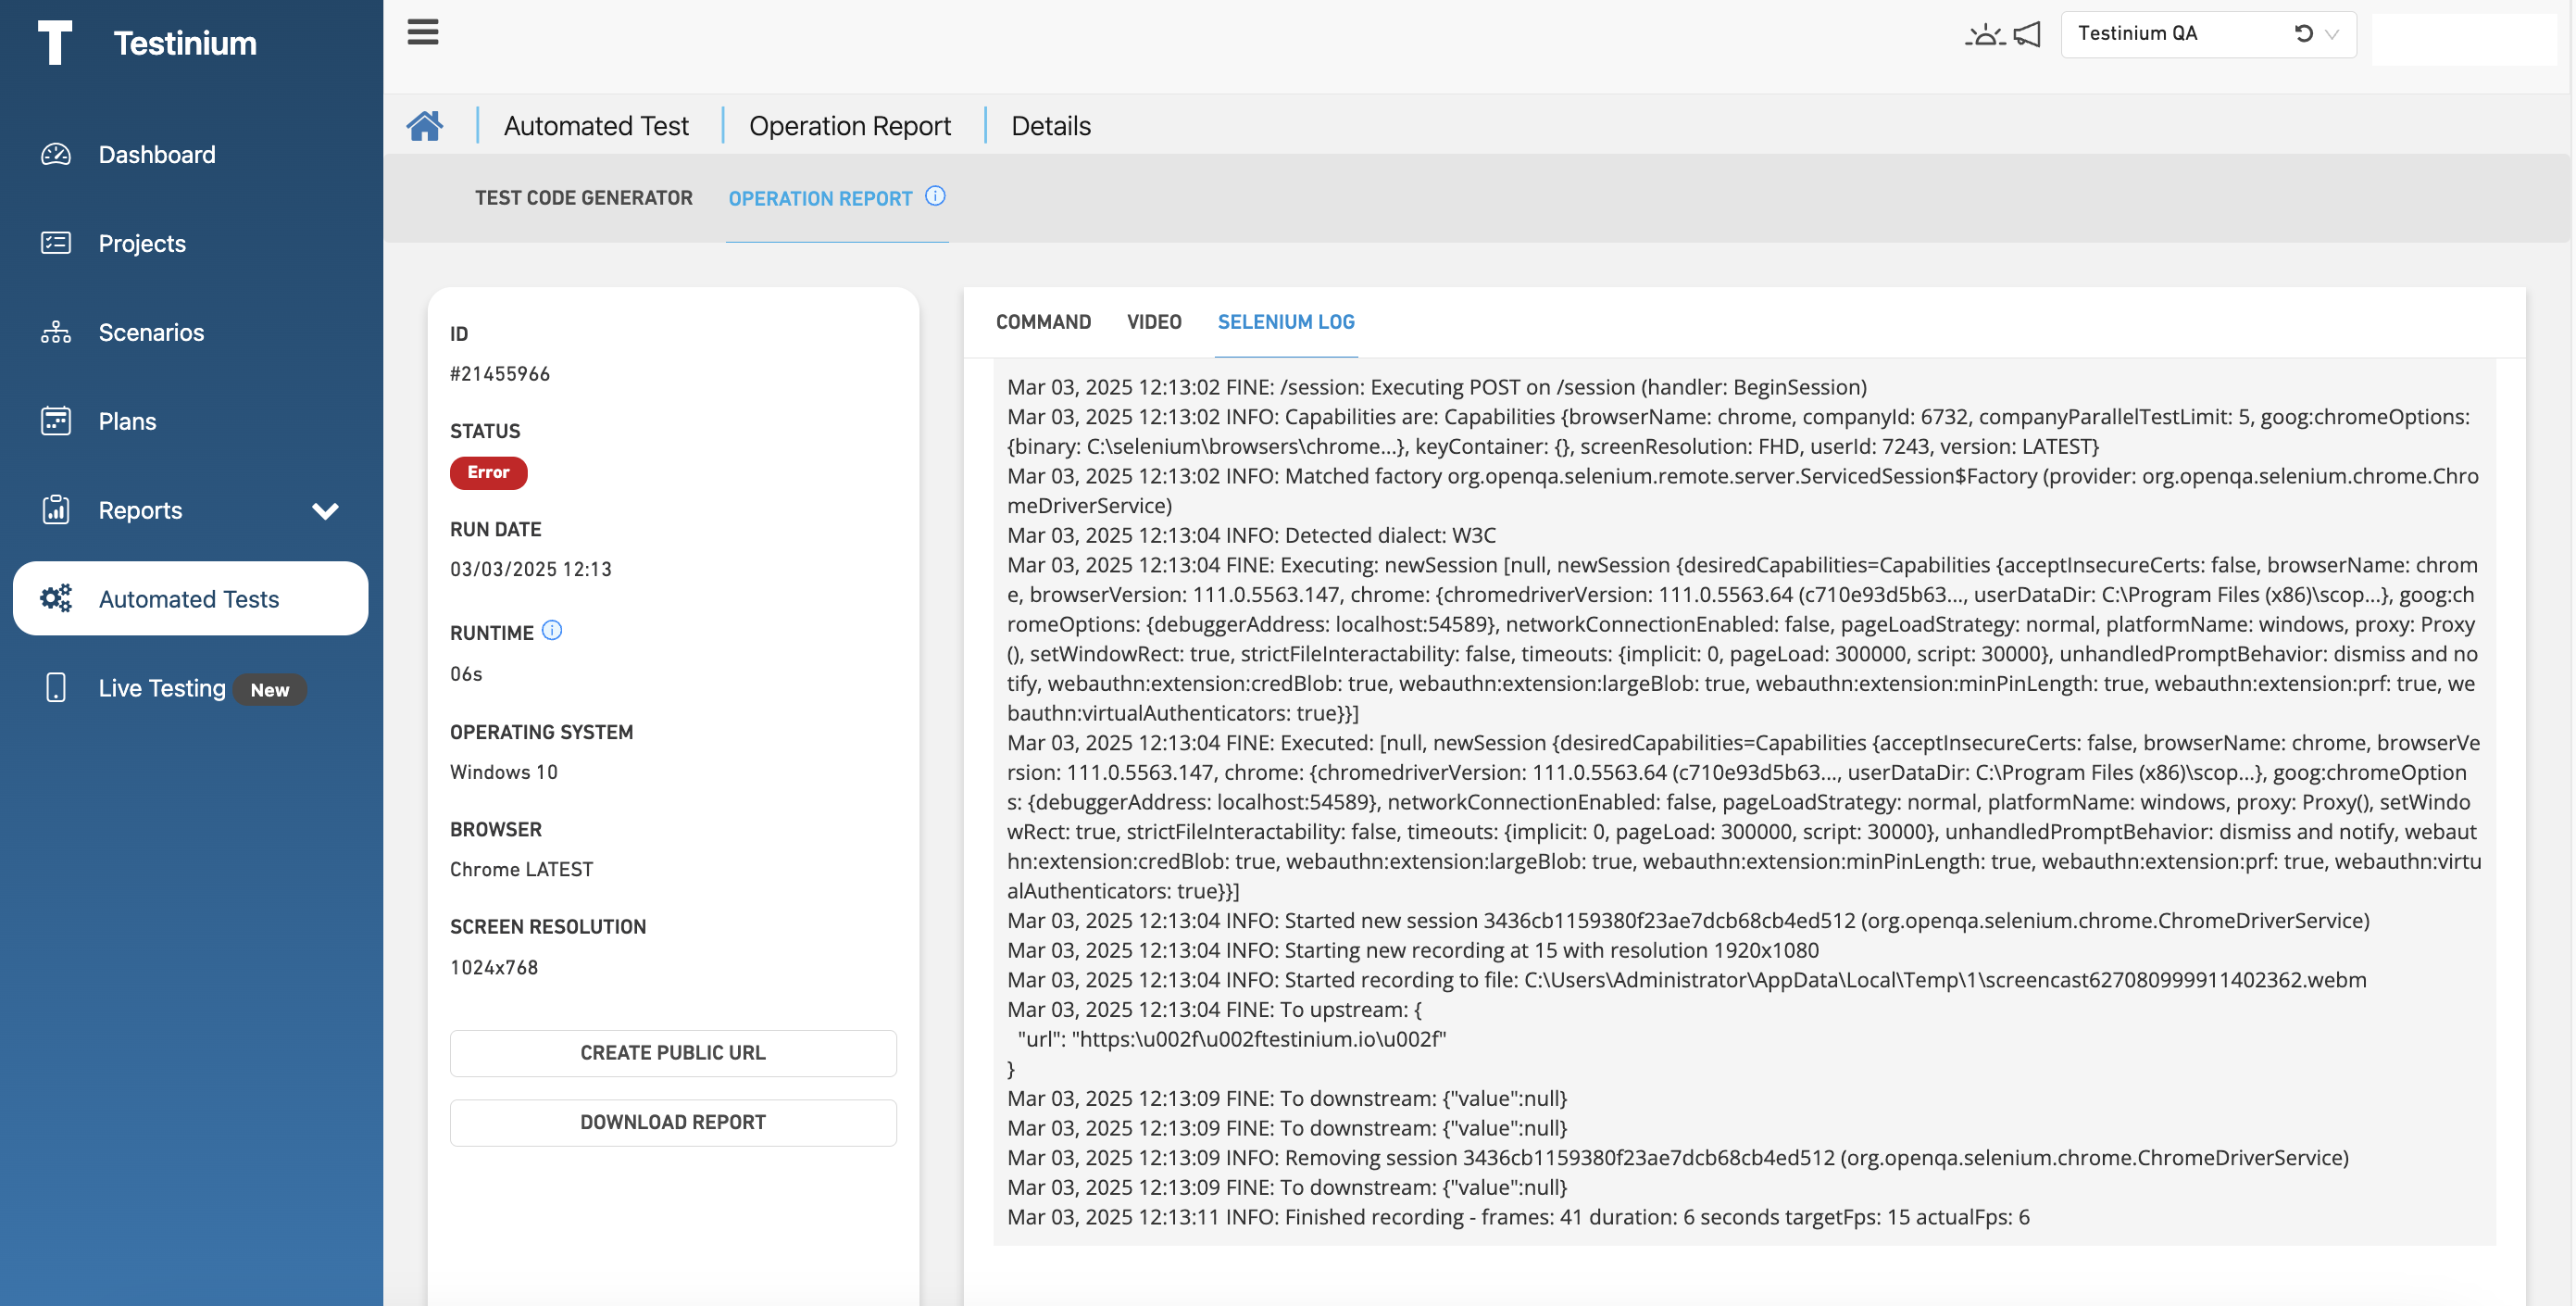 T Testinium
Testinium QA
Automated Test
Operation Report
Details
Dashboard
Projects
Scenarios
Plans
Reports
Automated Tests
Live Testing New
TEST CODE GENERATOR
OPERATION REPORT
ID
#21455966
STATUS
Error
RUN DATE
03/03/2025 12:13
RUNTIME
06s
OPERATING SYSTEM
Windows 10
BROWSER
Chrome LATEST
SCREEN RESOLUTION
1024x768
CREATE PUBLIC URL
DOWNLOAD REPORT
COMMAND
VIDEO
SELENIUM LOG
Mar 03, 2025 12:13:02 FINE: /session: Executing POST on /session (handler: BeginSession)
Mar 03, 2025 12:13:02 INFO: Capabilities are: Capabilities {browserName: chrome, companyId: 6732, companyParallelTestLimit: 5, goog:chromeOptions:
{binary: C:\selenium\browsers\chrome...}, keyContainer: {}, screenResolution: FHD, userId: 7243, version: LATEST}
Mar 03, 2025 12:13:02 INFO: Matched factory org.openqa.selenium.remote.server.ServicedSession$Factory (provider: org.openqa.selenium.chrome.Chro
meDriverService)
Mar 03, 2025 12:13:04 INFO: Detected dialect: W3C
Mar 03, 2025 12:13:04 FINE: Executing: newSession [null, newSession {desiredCapabilities=Capabilities {acceptInsecureCerts: false, browserName: chrom
e, browserVersion: 111.0.5563.147, chrome: {chromedriverVersion: 111.0.5563.64 (c710e93d5b63..., userDataDir: C:\Program Files (x86)\scop...}, goog:ch
romeOptions: {debuggerAddress: localhost:54589}, networkConnectionEnabled: false, pageLoadStrategy: normal, platformName: windows, proxy: Proxy
(), setWindowRect: true, strictFileInteractability: false, timeouts: {implicit: 0, pageLoad: 300000, script: 30000}, unhandledPromptBehavior: dismiss and no
tify, webauthn:extension:credBlob: true, webauthn:extension:largeBlob: true, webauthn:extension:minPinLength: true, webauthn:extension:prf: true, we
bauthn:virtualAuthenticators: true}}]
Mar 03, 2025 12:13:04 FINE: Executed: [null, newSession {desiredCapabilities=Capabilities {acceptInsecureCerts: false, browserName: chrome, browserVe
rsion: 111.0.5563.147, chrome: {chromedriverVersion: 111.0.5563.64 (c710e93d5b63..., userDataDir: C:\Program Files (x86)\scop...}, goog:chromeOption
s: {debuggerAddress: localhost:54589}, networkConnectionEnabled: false, pageLoadStrategy: normal, platformName: windows, proxy: Proxy(), setWindo
wRect: true, strictFileInteractability: false, timeouts: {implicit: 0, pageLoad: 300000, script: 30000}, unhandledPromptBehavior: dismiss and notify, webaut
hn:extension:credBlob: true, webauthn:extension:largeBlob: true, webauthn:extension:minPinLength: true, webauthn:extension:prf: true, webauthn:virtu
alAuthenticators: true}}]
Mar 03, 2025 12:13:04 INFO: Started new session 3436cb1159380f23ae7dcb68cb4ed512 (org.openqa.selenium.chrome.ChromeDriverService)
Mar 03, 2025 12:13:04 INFO: Starting new recording at 15 with resolution 1920x1080
Mar 03, 2025 12:13:04 INFO: Started recording to file: C:\Users\Administrator\AppData\Local\Temp\1\screencast627080999911402362.webm
Mar 03, 2025 12:13:04 FINE: To upstream: {
"url": "https:\u002f\u002ftestinium.io\u002f"
}
Mar 03, 2025 12:13:09 FINE: To downstream: {"value":null}
Mar 03, 2025 12:13:09 FINE: To downstream: {"value":null}
Mar 03, 2025 12:13:09 INFO: Removing session 3436cb1159380f23ae7dcb68cb4ed512 (org.openqa.selenium.chrome.ChromeDriverService)
Mar 03, 2025 12:13:09 FINE: To downstream: {"value":null}
Mar 03, 2025 12:13:11 INFO: Finished recording - frames: 41 duration: 6 seconds targetFps: 15 actualFps: 6